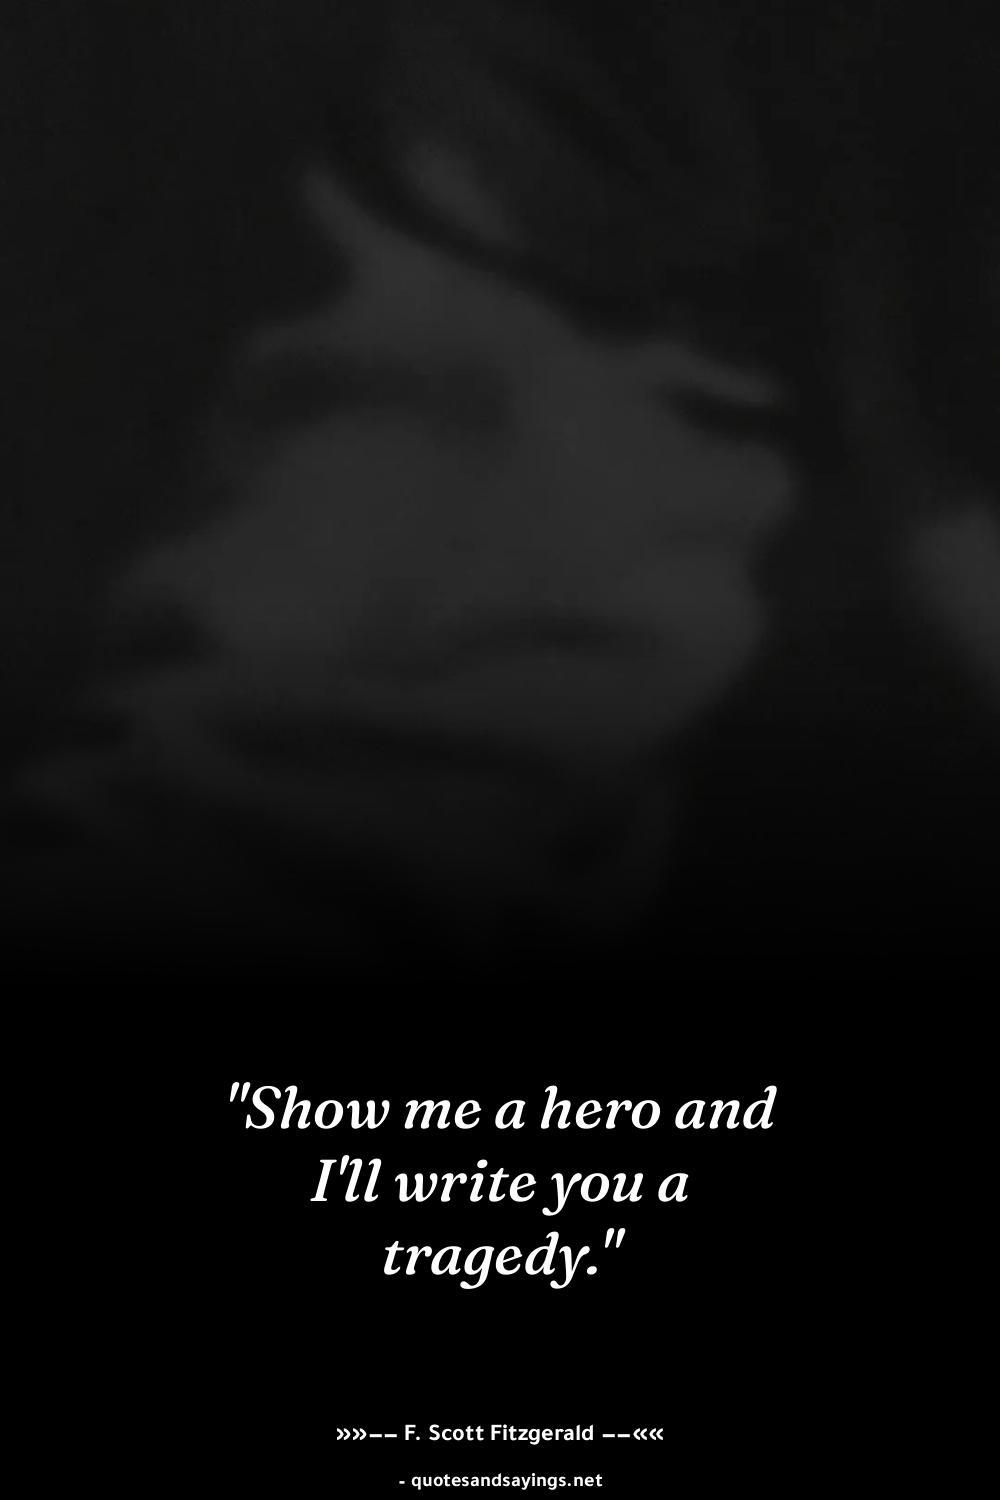 "Show me a hero and
I'll write you a
tragedy."
»»–– F. Scott Fitzgerald ––««
- quotesandsayings.net